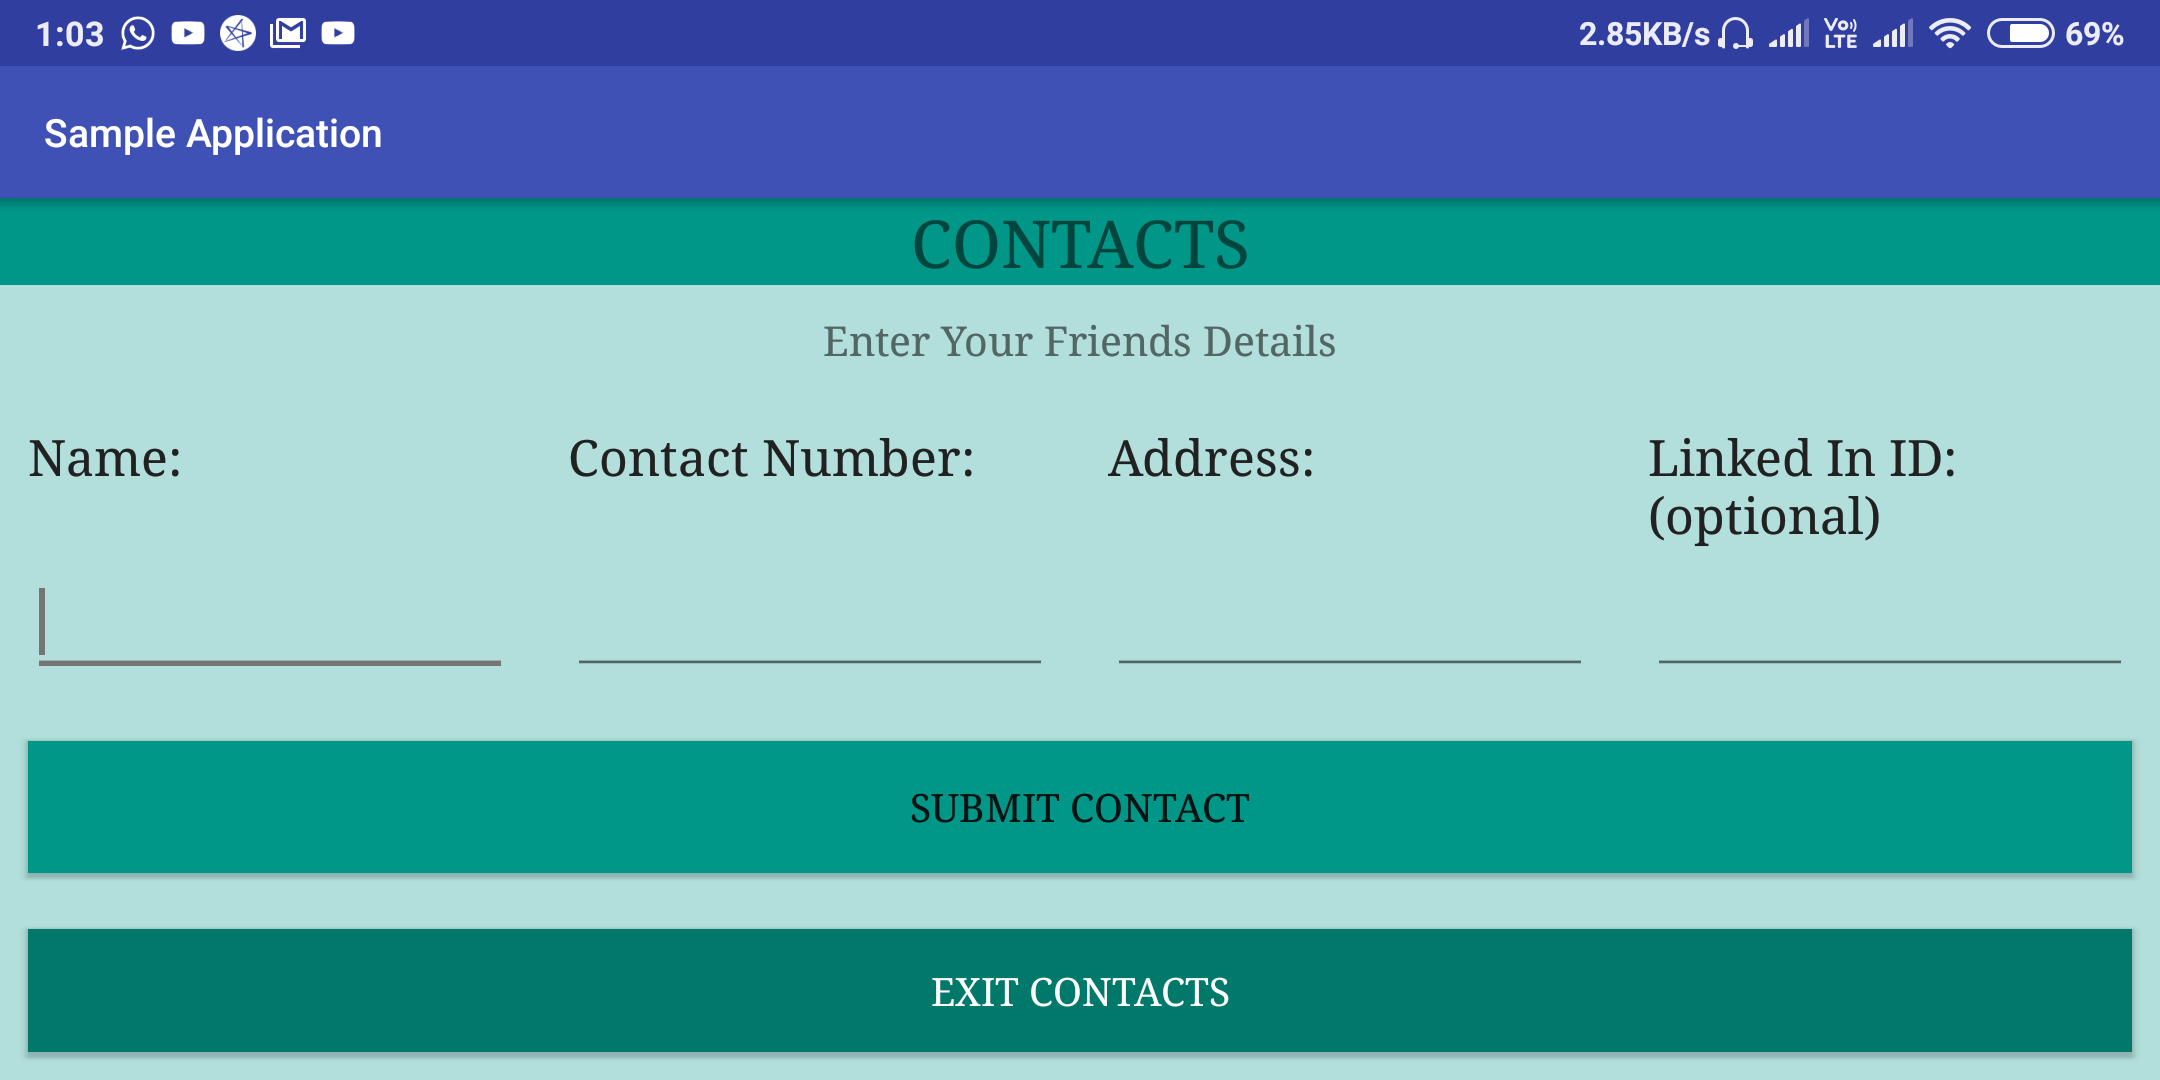 1:03 2.85KB/s Vo LTE 69%
Sample Application
CONTACTS
Enter Your Friends Details
Name: Contact Number: Address: Linked In ID:
(optional)
SUBMIT CONTACT
EXIT CONTACTS